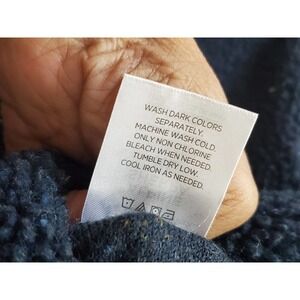 WASH DARK COLORS
SEPARATELY.
MACHINE WASH COLD.
ONLY NON CHLORINE
BLEACH WHEN NEEDED.
TUMBLE DRY LOW.
COOL IRON AS NEEDED.